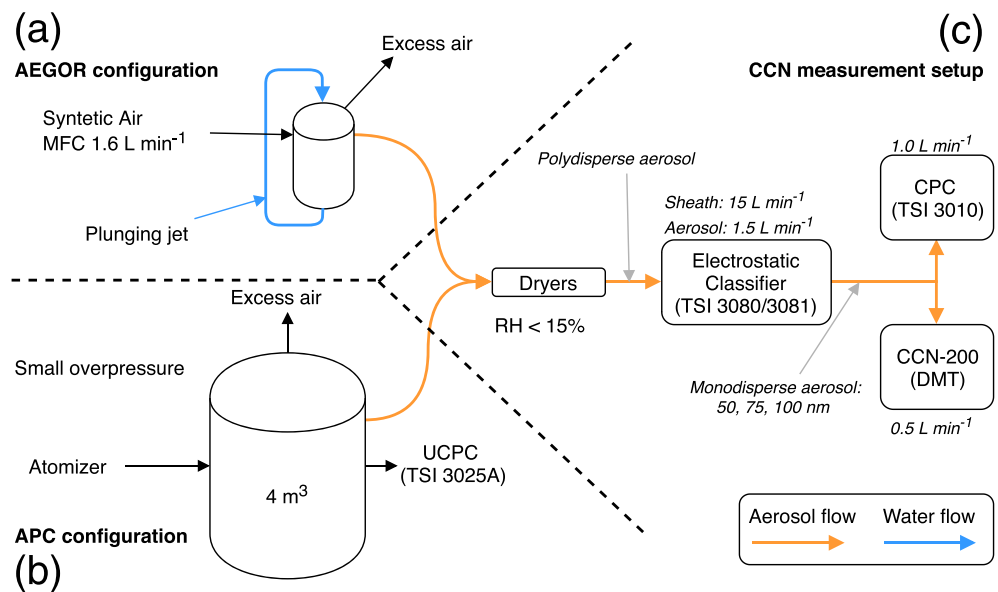 (a)
AEGOR configuration
Excess air
Syntetic Air
MFC 1.6 L min⁻¹
Plunging jet
Excess air
Small overpressure
Atomizer
4 m³
UCPC
(TSI 3025A)
APC configuration
(b)
(c)
CCN measurement setup
Polydisperse aerosol
Sheath: 15 L min⁻¹
Aerosol: 1.5 L min⁻¹
Dryers
RH < 15%
Electrostatic
Classifier
(TSI 3080/3081)
Monodisperse aerosol:
50, 75, 100 nm
1.0 L min⁻¹
CPC
(TSI 3010)
CCN-200
(DMT)
0.5 L min⁻¹
Aerosol flow
Water flow